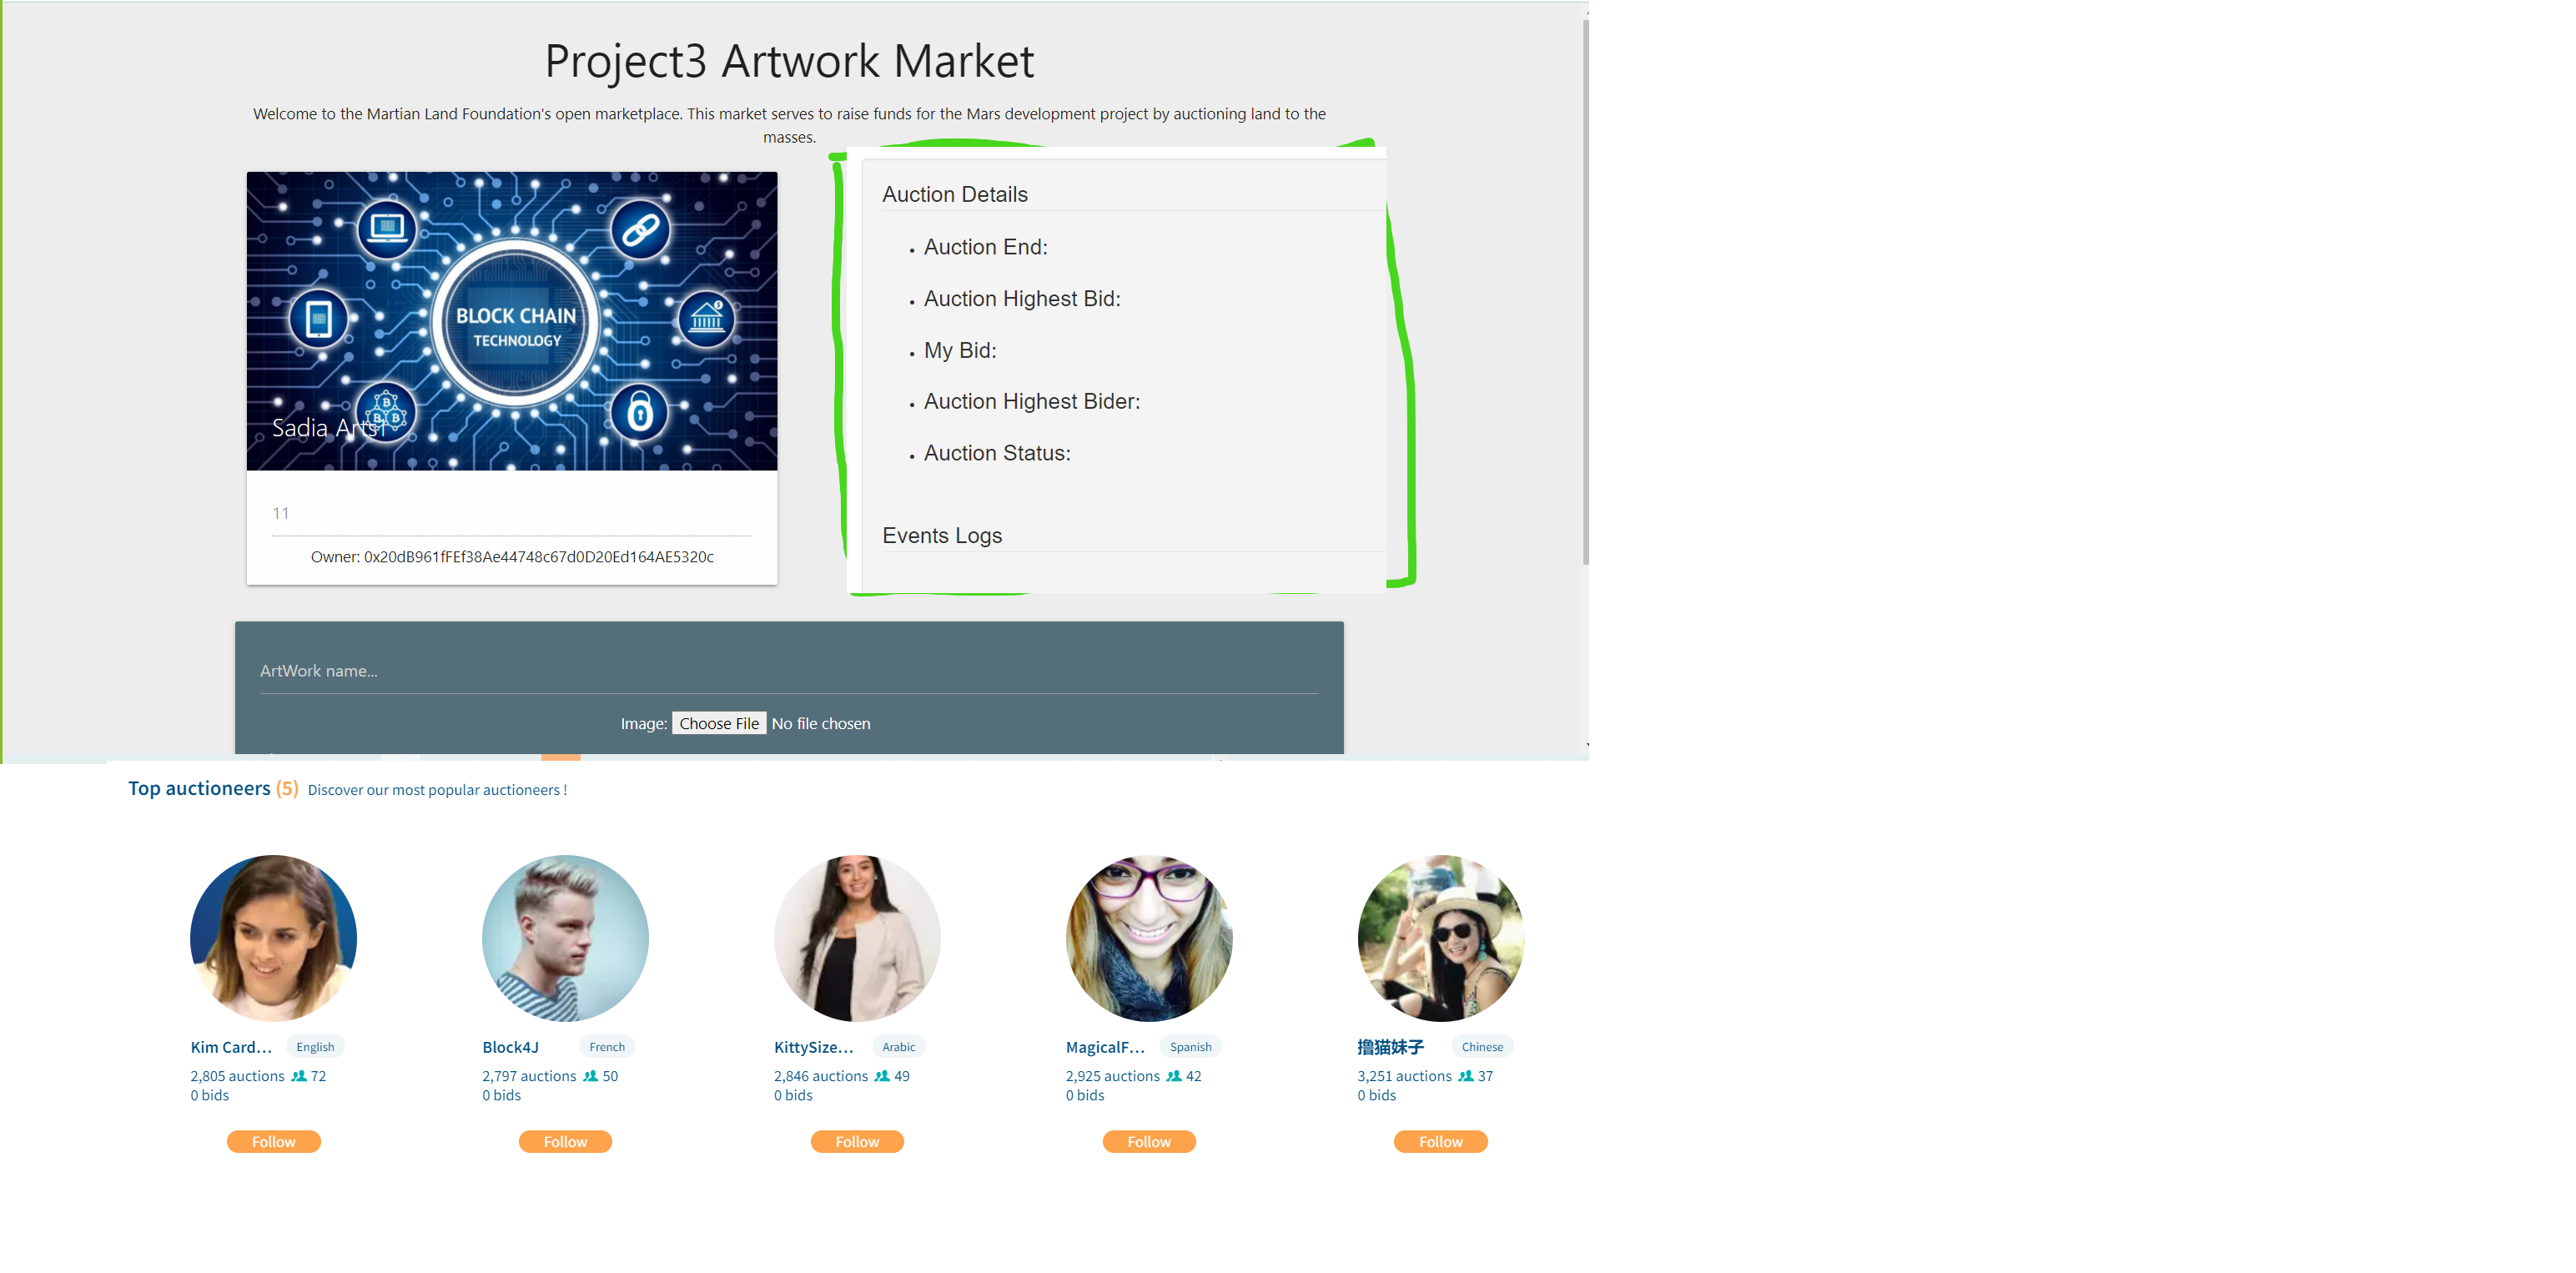 Project3 Artwork Market
Welcome to the Martian Land Foundation's open marketplace. This market serves to raise funds for the Mars development project by auctioning land to the
masses.
BLOCK CHAIN
TECHNOLOGY
Sadia Arts1
11
Owner: 0x20dB961fFEf38Ae44748c67d0D20Ed164AE5320c
Auction Details
• Auction End:
• Auction Highest Bid:
• My Bid:
• Auction Highest Bider:
• Auction Status:
Events Logs
ArtWork name...
Image: Choose File No file chosen
Top auctioneers (5) Discover our most popular auctioneers !
Kim Card... English
2,805 auctions 72
0 bids
Follow
Block4J French
2,797 auctions 50
0 bids
Follow
KittySize... Arabic
2,846 auctions 49
0 bids
Follow
MagicalF... Spanish
2,925 auctions 42
0 bids
Follow
撸猫妹子 Chinese
3,251 auctions 37
0 bids
Follow